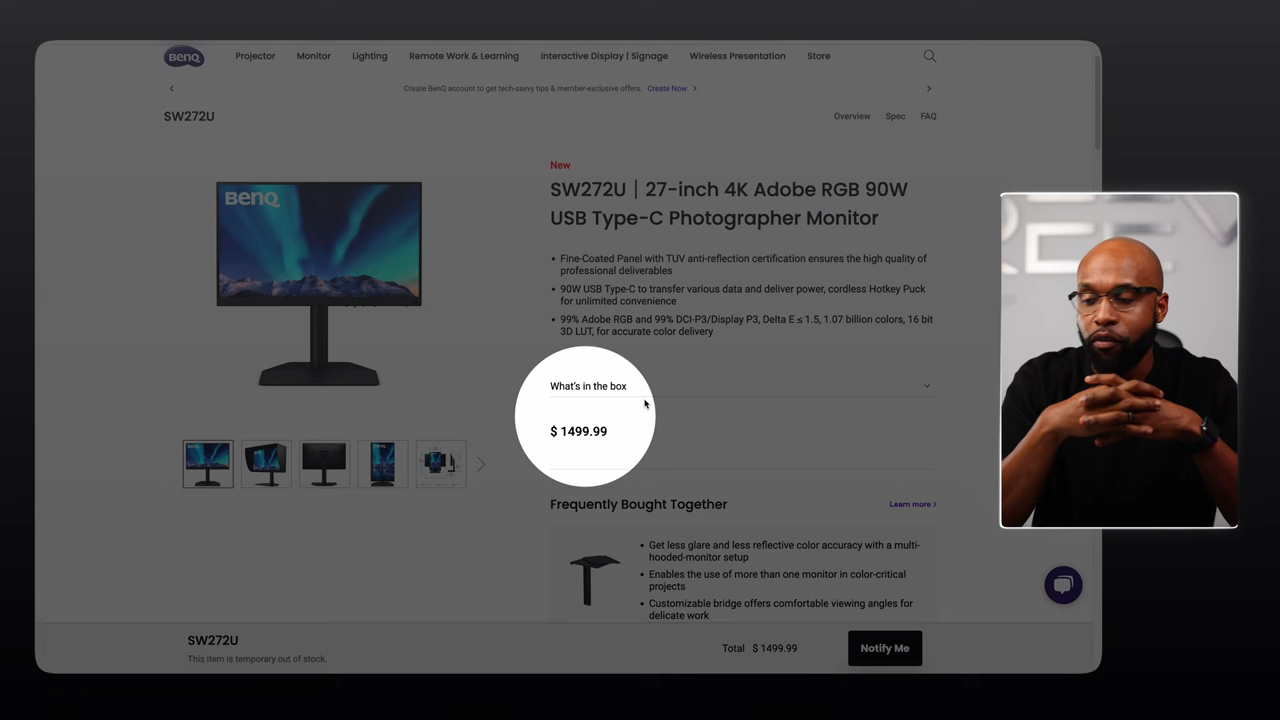 BenQ
Projector
Monitor
Lighting
Remote Work & Learning
Interactive Display | Signage
Wireless Presentation
Store
Create BenQ account to get tech-savvy tips & member-exclusive offers. Create Now >
SW272U
Overview
Spec
FAQ
BenQ
New
SW272U | 27-inch 4K Adobe RGB 90W
USB Type-C Photographer Monitor
• Fine-Coated Panel with TUV anti-reflection certification ensures the high quality of
professional deliverables
• 90W USB Type-C to transfer various data and deliver power, cordless Hotkey Puck
for unlimited convenience
• 99% Adobe RGB and 99% DCI-P3/Display P3, Delta E ≤ 1.5, 1.07 billion colors, 16 bit
3D LUT, for accurate color delivery
What's in the box
$ 1499.99
Frequently Bought Together
Learn more >
• Get less glare and less reflective color accuracy with a multi-
hooded-monitor setup
• Enables the use of more than one monitor in color-critical
projects
• Customizable bridge offers comfortable viewing angles for
delicate work
SW272U
This item is temporary out of stock.
Total $ 1499.99
Notify Me